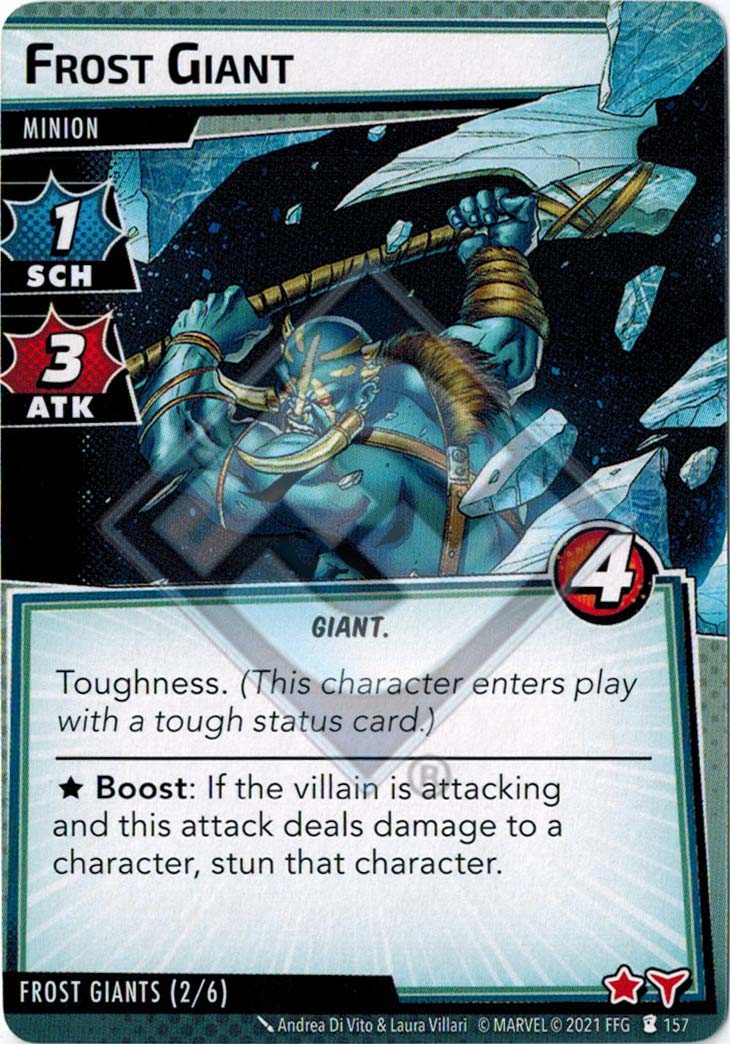 FROST GIANT
MINION
1
SCH
3
ATK
4
GIANT.
Toughness. (This character enters play
with a tough status card.)
★ Boost: If the villain is attacking
and this attack deals damage to a
character, stun that character.
FROST GIANTS (2/6)
Andrea Di Vito & Laura Villari © MARVEL © 2021 FFG 157
®